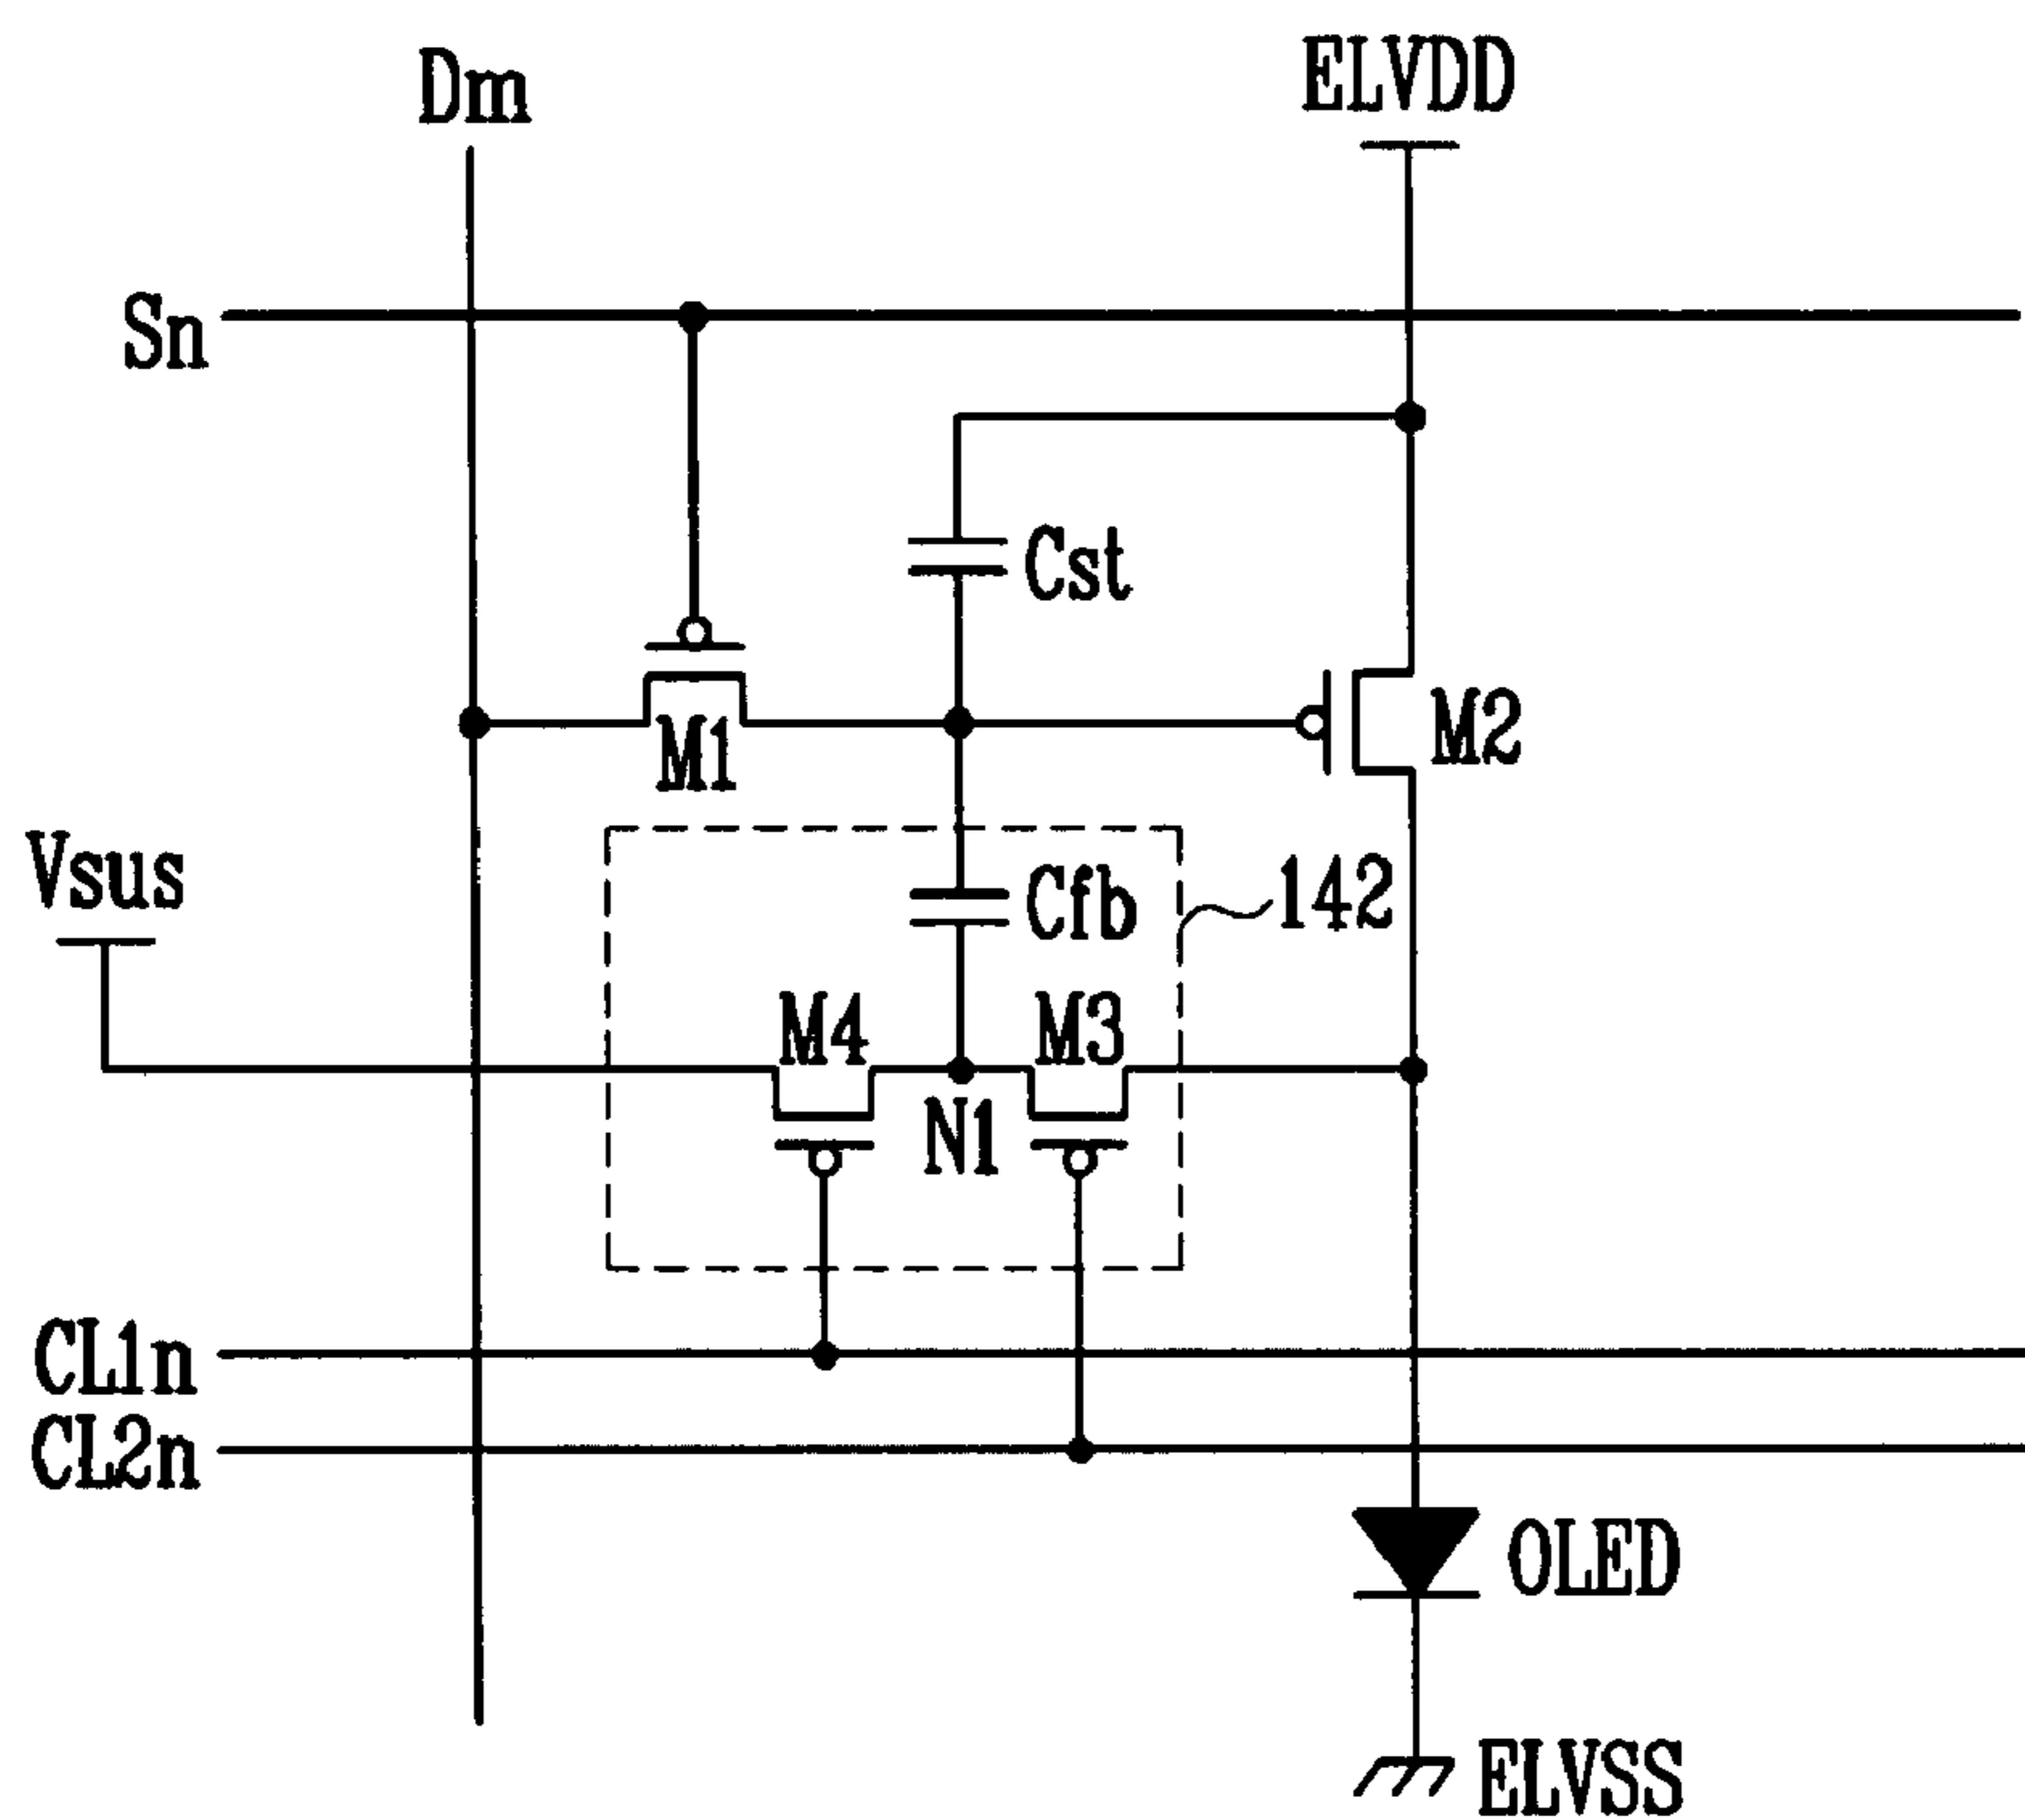 Dm
ELVDD
Sn
Cst
M1
M2
Vsus
Cfb
142
M4
M3
N1
CL1n
CL2n
OLED
ELVSS